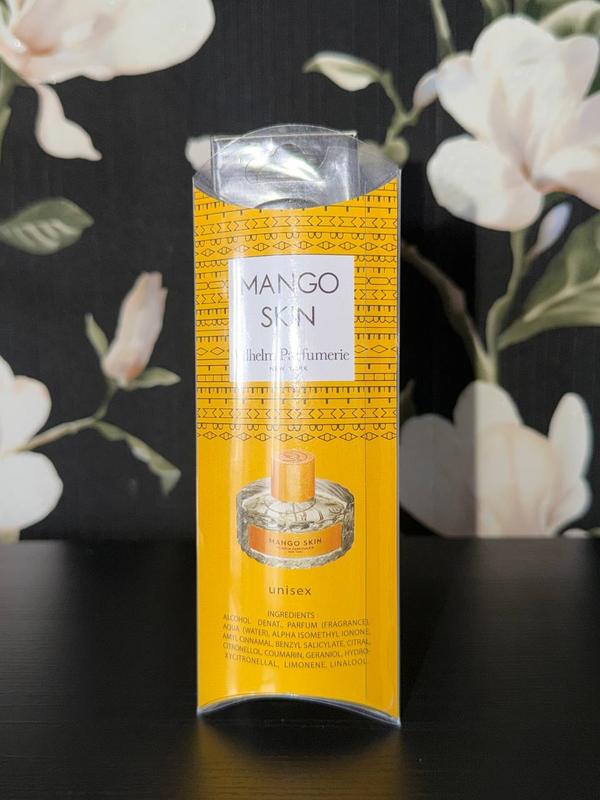 MANGO
SKIN
Vilhelm Parfumerie
NEW YORK
MANGO SKIN
unisex
INGREDIENTS :
ALCOHOL DENAT., PARFUM (FRAGRANCE),
AQUA (WATER), ALPHA ISOMETHYL IONONE,
AMYL CINNAMAL, BENZYL SALICYLATE, CITRAL,
CITRONELLOL, COUMARIN, GERANIOL, HYDRO-
XYCITRONELLAL, LIMONENE, LINALOOL.